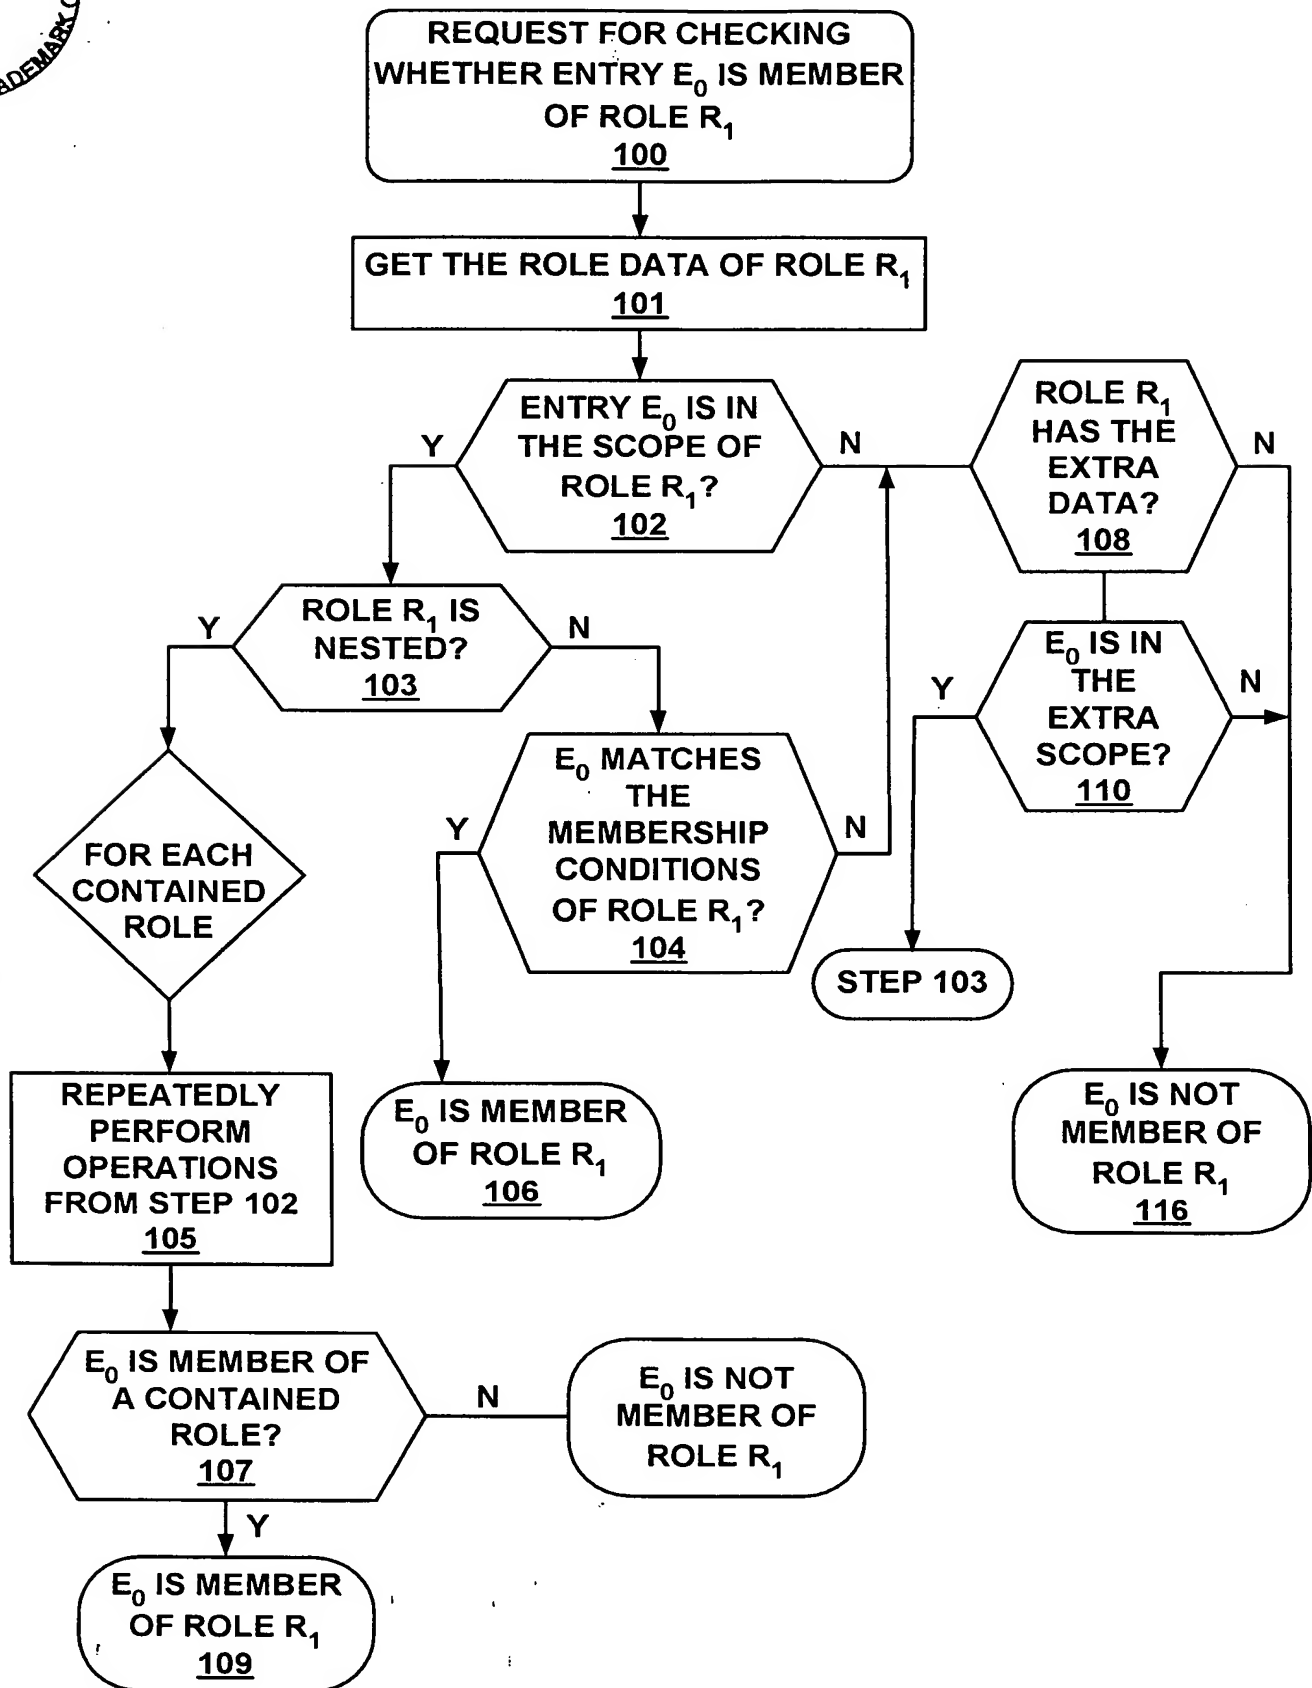 ADEMARK
REQUEST FOR CHECKING
WHETHER ENTRY E₀ IS MEMBER
OF ROLE R₁
100
GET THE ROLE DATA OF ROLE R₁
101
ENTRY E₀ IS IN
THE SCOPE OF
ROLE R₁?
102
Y
N
ROLE R₁
HAS THE
EXTRA
DATA?
108
N
ROLE R₁ IS
NESTED?
103
Y
N
E₀ IS IN
THE
EXTRA
SCOPE?
110
Y
N
E₀ MATCHES
THE
MEMBERSHIP
CONDITIONS
OF ROLE R₁?
104
Y
N
FOR EACH
CONTAINED
ROLE
STEP 103
REPEATEDLY
PERFORM
OPERATIONS
FROM STEP 102
105
E₀ IS MEMBER
OF ROLE R₁
106
E₀ IS NOT
MEMBER OF
ROLE R₁
116
E₀ IS MEMBER OF
A CONTAINED
ROLE?
107
N
E₀ IS NOT
MEMBER OF
ROLE R₁
Y
E₀ IS MEMBER
OF ROLE R₁
109